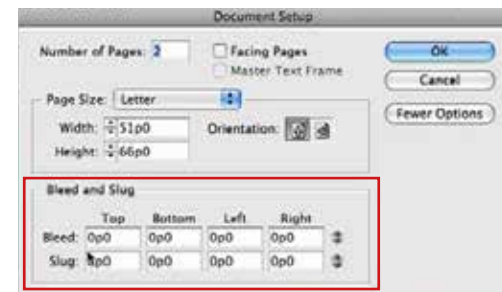 Document Setup
Number of Pages: 2
Facing Pages
OK
Master Text Frame
Cancel
Page Size: Letter
Fewer Options
Width: 51p0
Orientation:
Height: 66p0
Bleed and Slug
Top Bottom Left Right
Bleed: 0p0 0p0 0p0 0p0
Slug: 0p0 0p0 0p0 0p0